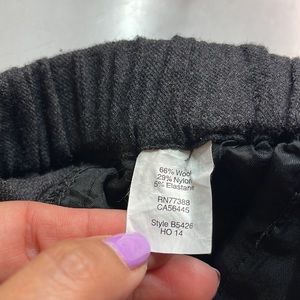 66% Wool
29% Nylon
5% Elastane
RN77388
CA56445
Style B5426
HO 14